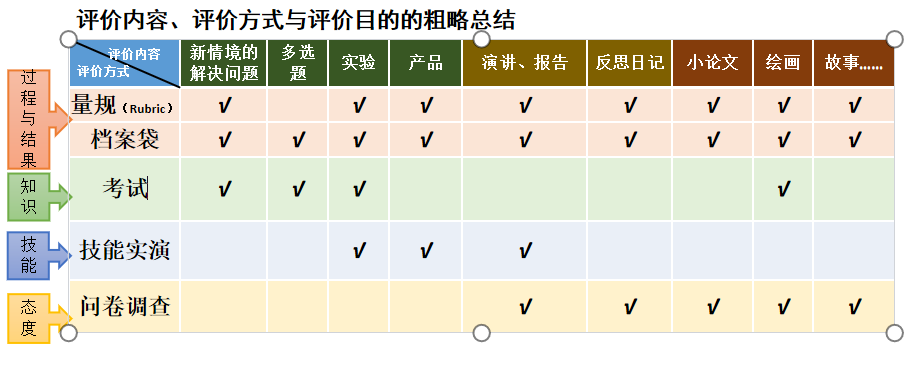 评价内容、评价方式与评价目的的粗略总结
评价内容
评价方式
新情境的
解决问题
多选
题
实验
产品
演讲、报告
反思日记
小论文
绘画
故事……
过程与结果
量规（Rubric） √ √ √ √ √ √ √ √
档案袋 √ √ √ √ √ √ √ √ √
知识
考试 √ √ √ √
技能
技能实演 √ √ √
态度
问卷调查 √ √ √ √ √